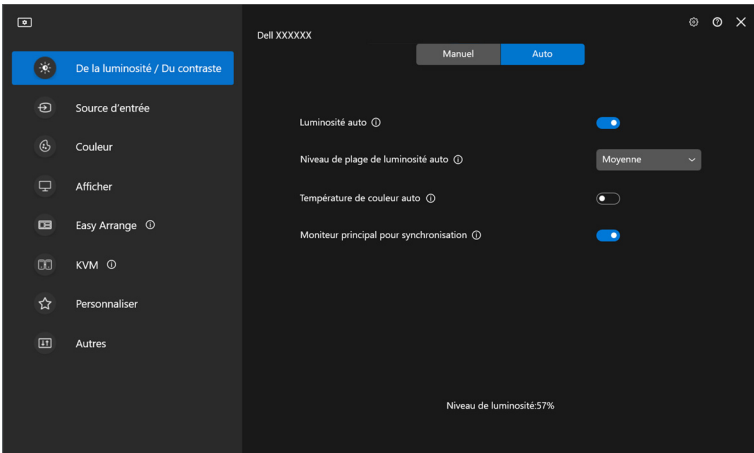 Dell XXXXXX
Manuel
Auto
De la luminosité / Du contraste
Source d'entrée
Couleur
Afficher
Easy Arrange
KVM
Personnaliser
Autres
Luminosité auto
Niveau de plage de luminosité auto
Moyenne
Température de couleur auto
Moniteur principal pour synchronisation
Niveau de luminosité:57%